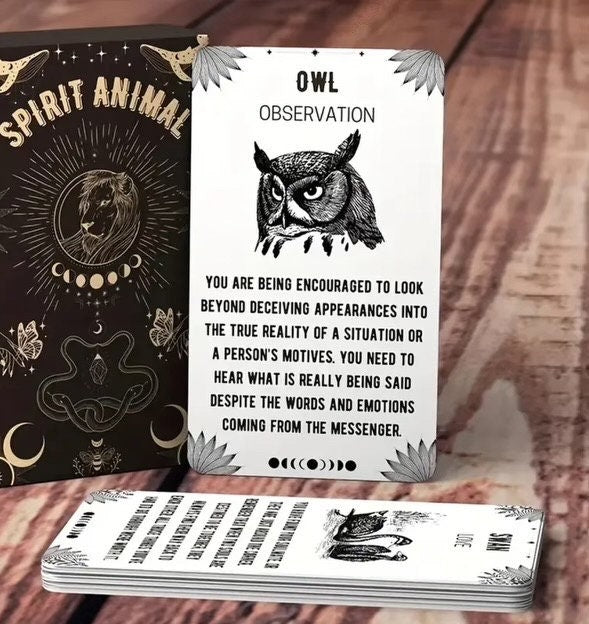 SPIRIT ANIMAL
OWL
OBSERVATION
YOU ARE BEING ENCOURAGED TO LOOK
BEYOND DECEIVING APPEARANCES INTO
THE TRUE REALITY OF A SITUATION OR
A PERSON'S MOTIVES. YOU NEED TO
HEAR WHAT IS REALLY BEING SAID
DESPITE THE WORDS AND EMOTIONS
COMING FROM THE MESSENGER.
SWAN
LOVE